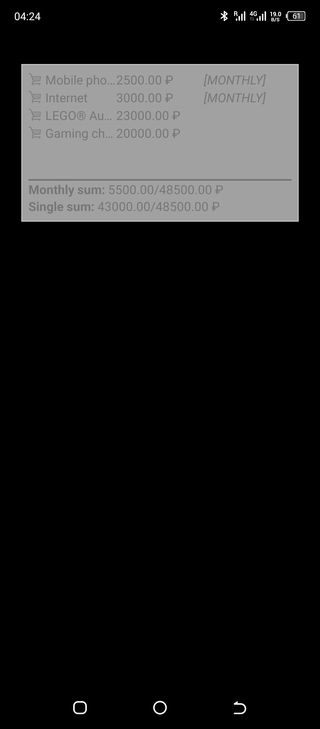 04:24
R 4G 19.0 B/S 61
Mobile pho... 2500.00 ₽ [MONTHLY]
Internet 3000.00 ₽ [MONTHLY]
LEGO® Au... 23000.00 ₽
Gaming ch... 20000.00 ₽
Monthly sum: 5500.00/48500.00 ₽
Single sum: 43000.00/48500.00 ₽